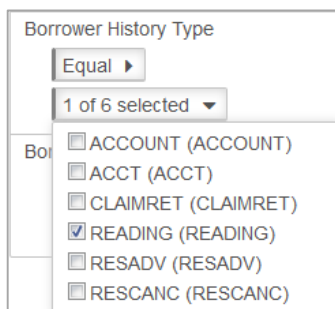 Borrower History Type
Equal
1 of 6 selected
Bor
ACCOUNT (ACCOUNT)
ACCT (ACCT)
CLAIMRET (CLAIMRET)
READING (READING)
RESADV (RESADV)
RESCANC (RESCANC)